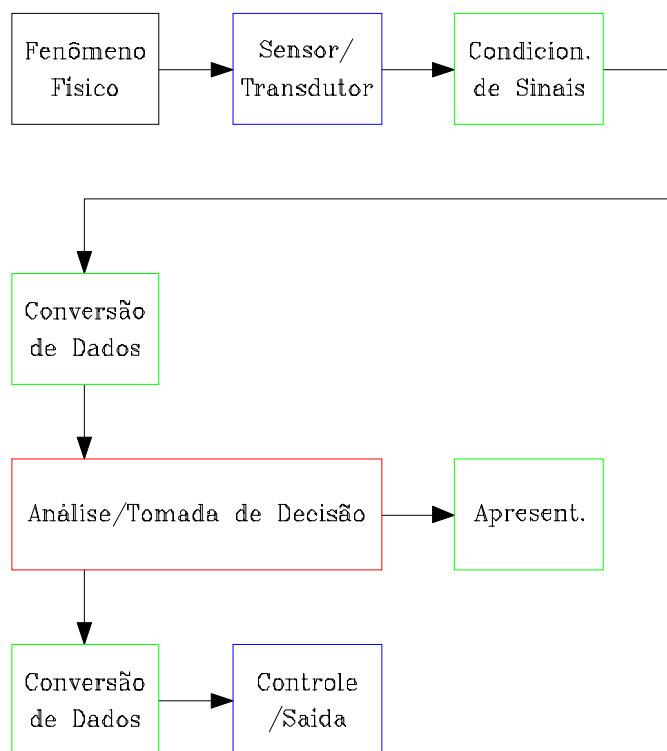 Fenômeno
Físico
Sensor/
Transdutor
Condicion.
de Sinais
Conversão
de Dados
Análise/Tomada de Decisão
Apresent.
Conversão
de Dados
Controle
/Saida